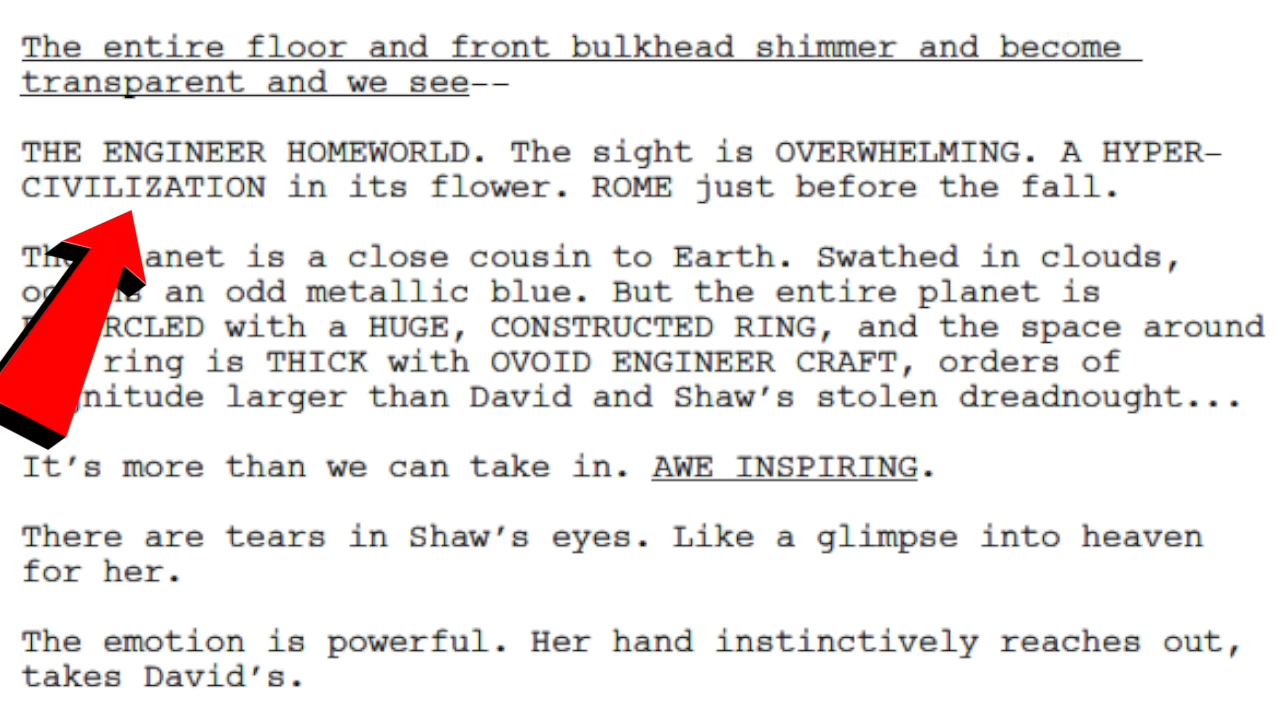 The entire floor and front bulkhead shimmer and become
transparent and we see--
THE ENGINEER HOMEWORLD. The sight is OVERWHELMING. A HYPER-
CIVILIZATION in its flower. ROME just before the fall.
is a close cousin to Earth. Swathed in clouds,
an odd metallic blue. But the entire planet is
with a HUGE, CONSTRUCTED RING, and the space around
ring is THICK with OVOID ENGINEER CRAFT, orders of
larger than David and Shaw's stolen dreadnought...
It's more than we can take in. AWE INSPIRING.
There are tears in Shaw's eyes. Like a glimpse into heaven
for her.
The emotion is powerful. Her hand instinctively reaches out,
takes David's.